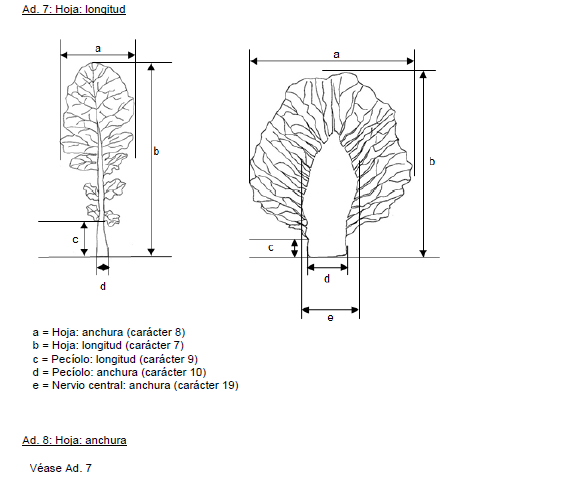 Ad. 7: Hoja: longitud
a
a
b
b
c
c
d
d
e
a = Hoja: anchura (carácter 8)
b = Hoja: longitud (carácter 7)
c = Pecíolo: longitud (carácter 9)
d = Pecíolo: anchura (carácter 10)
e = Nervio central: anchura (carácter 19)
Ad. 8: Hoja: anchura
Véase Ad. 7